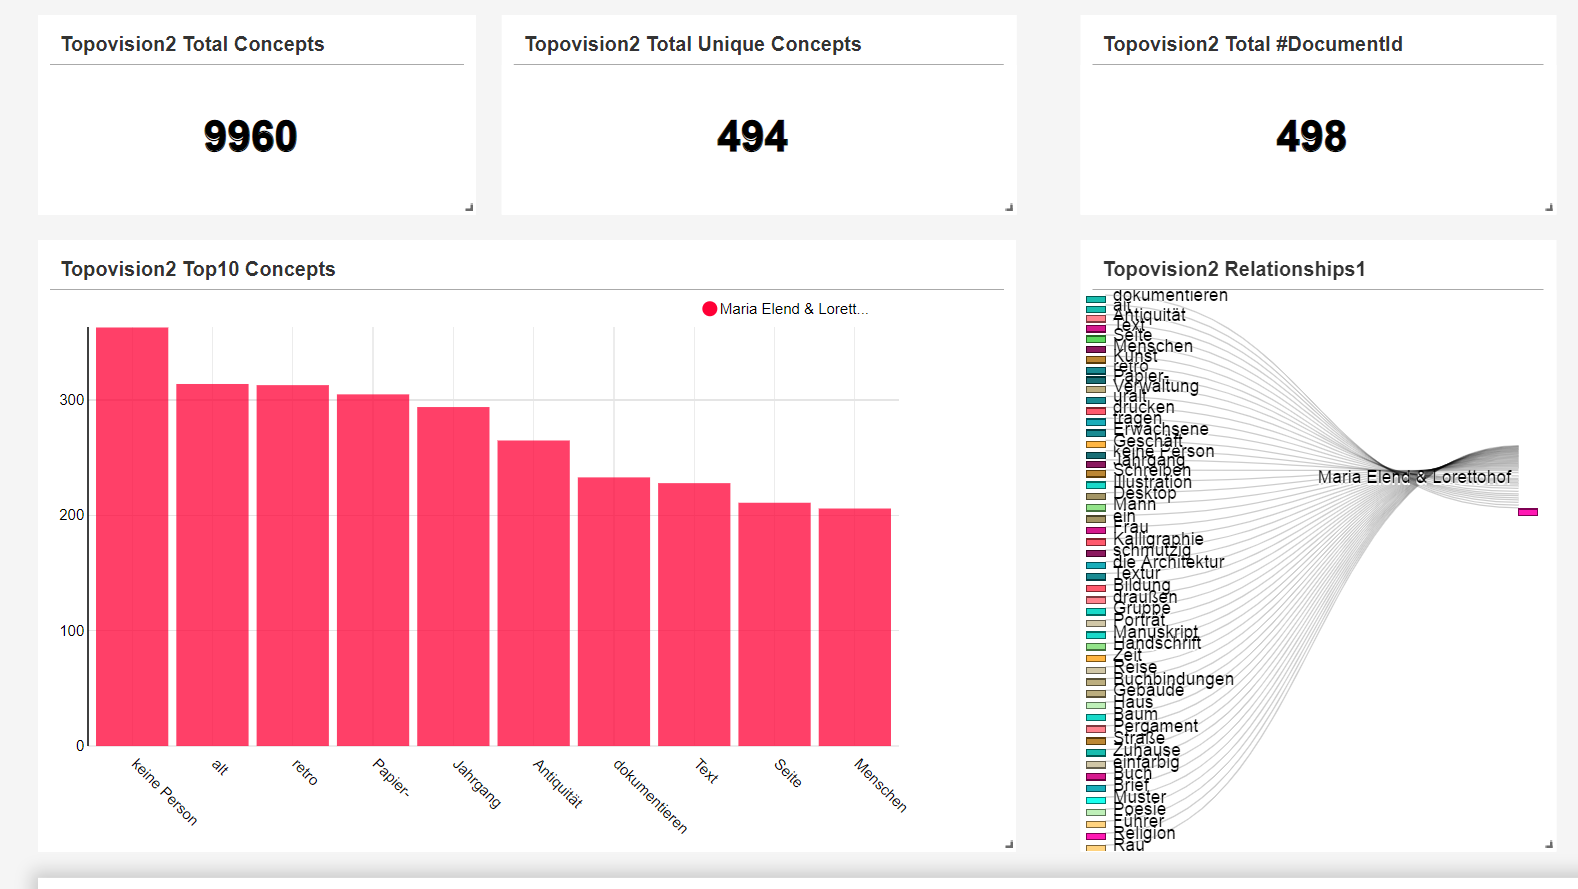 Topovision2 Total Concepts
9960
Topovision2 Total Unique Concepts
494
Topovision2 Total #DocumentId
498
Topovision2 Top10 Concepts
Maria Elend & Lorett...
300
200
100
0
keine Person
alt
retro
Papier-
Jahrgang
Antiquität
dokumentieren
Text
Seite
Menschen
Topovision2 Relationships1
dokumentieren
alt
Antiquität
Text
Seite
Menschen
Kunst
retro
Papier-
Verwaltung
uralt
drucken
tragen
Erwachsene
Geschäft
keine Person
Jahrgang
Schreiben
Illustration
Desktop
Mann
ein
Frau
Kalligraphie
schmutzig
die Architektur
Textur
Bildung
draußen
Gruppe
Porträt
Manuskript
Handschrift
Zeit
Reise
Buchbindungen
Gebäude
Haus
Baum
Pergament
Straße
Zuhause
einfarbig
Buch
Brief
Muster
Poesie
Führer
Religion
Rau
Maria Elend & Lorettohof